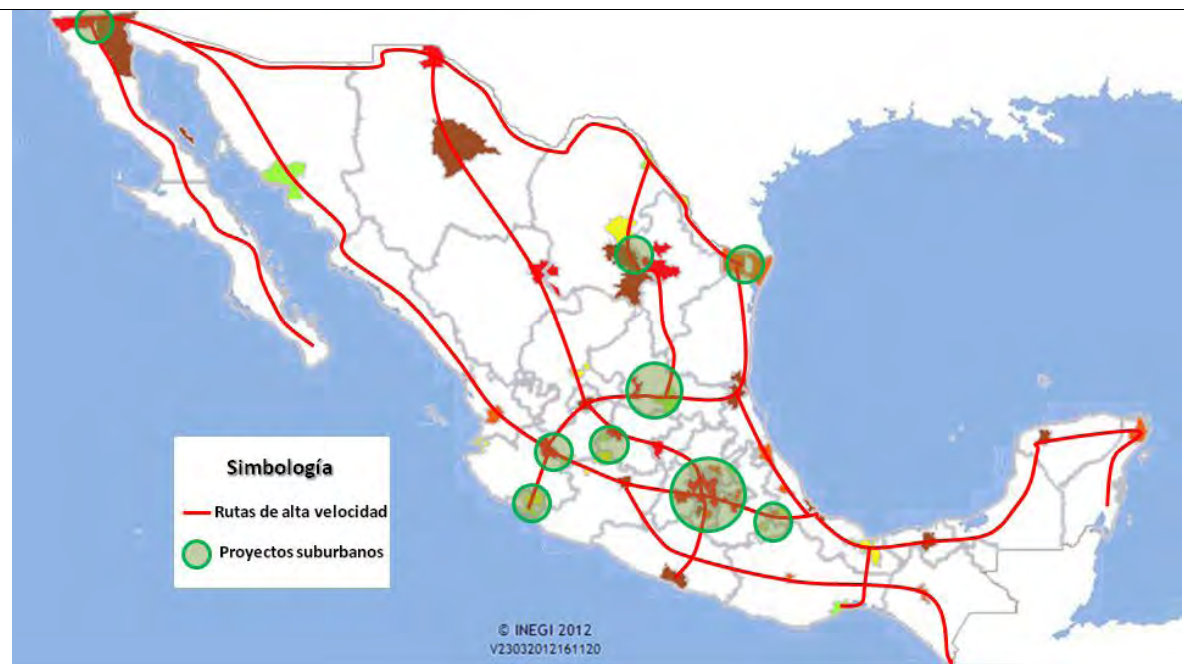 Simbología
Rutas de alta velocidad
Proyectos suburbanos
© INEGI 2012
V23032012161120